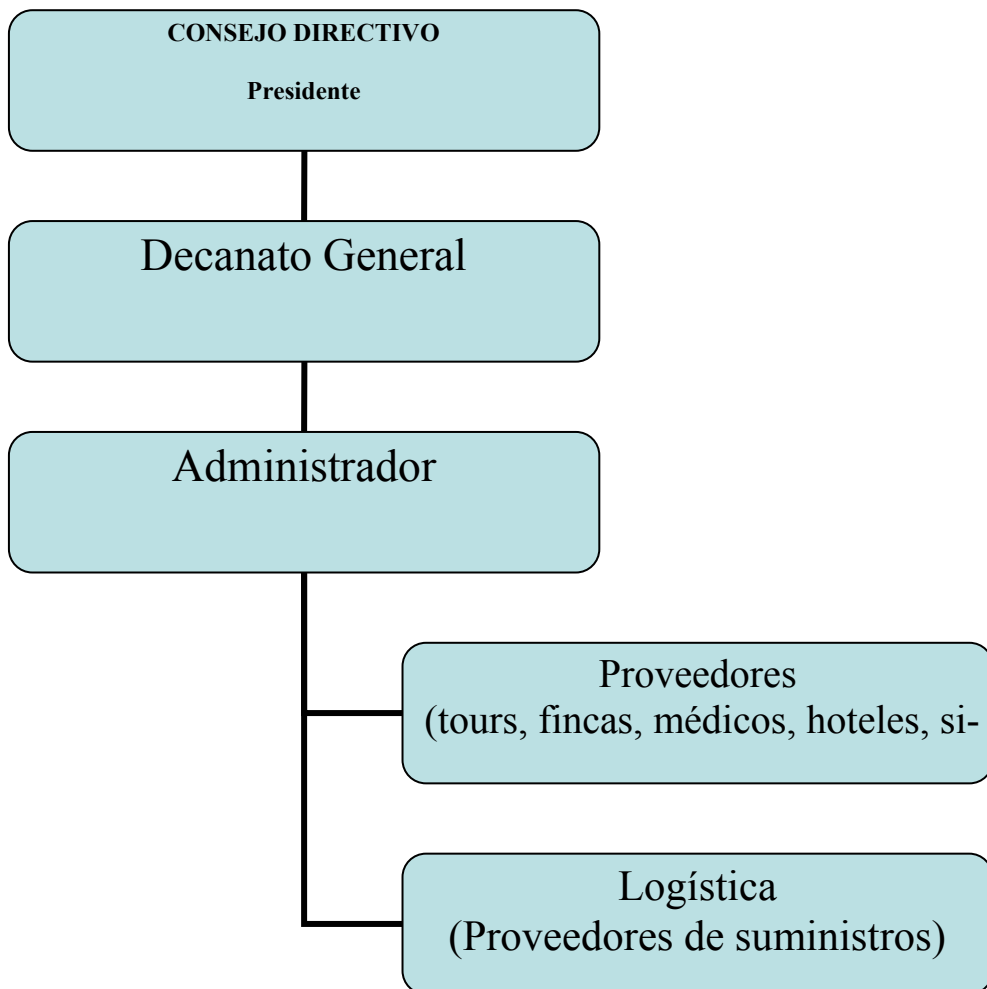 CONSEJO DIRECTIVO
Presidente
Decanato General
Administrador
Proveedores
(tours, fincas, médicos, hoteles, si-
Logística
(Proveedores de suministros)